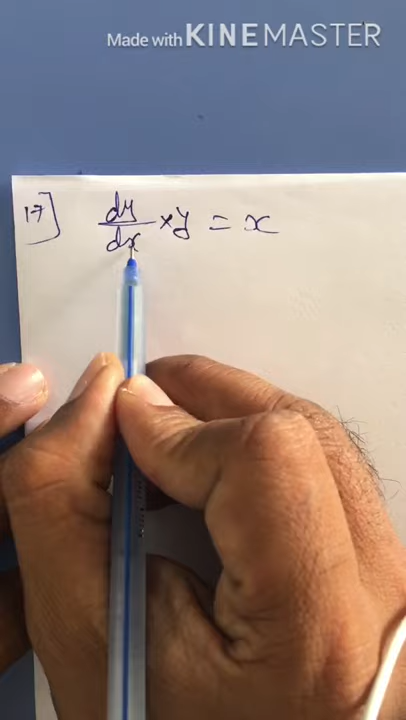 Made with KINEMASTER
17] dy/dx × y = x